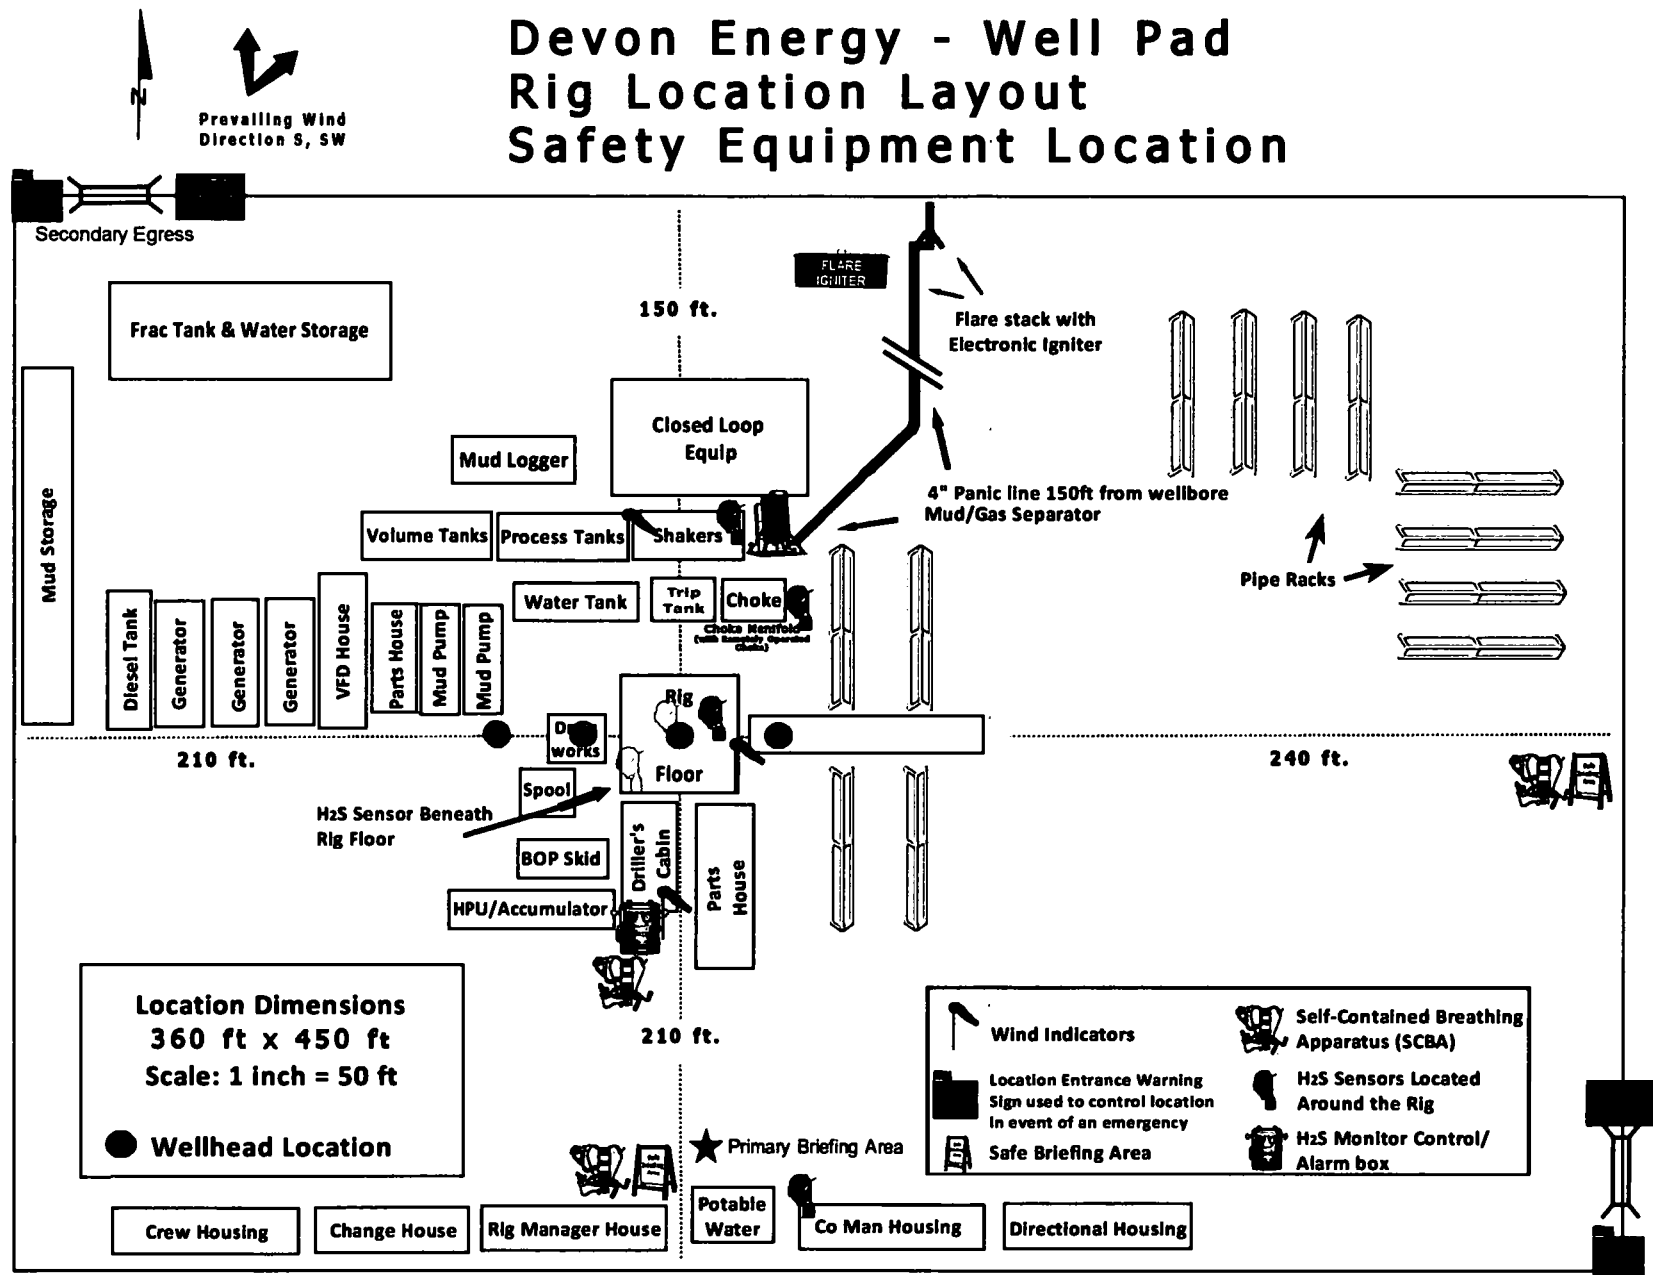 Devon Energy - Well Pad
Rig Location Layout
Safety Equipment Location
N
Prevailing Wind
Direction S, SW
Secondary Egress
FLARE
IGNITER
150 ft.
Flare stack with
Electronic Igniter
Frac Tank & Water Storage
Closed Loop
Equip
Mud Logger
4" Panic line 150ft from wellbore
Mud/Gas Separator
Mud Storage
Volume Tanks
Process Tanks
Shakers
Pipe Racks
Water Tank
Trip
Tank
Choke
Choke Manifold
(with Remotely Operated
Choke)
Diesel Tank
Generator
Generator
Generator
VFD House
Parts House
Mud Pump
Mud Pump
Rig
Floor
works
210 ft.
240 ft.
Spool
H2S Sensor Beneath
Rig Floor
Driller's
Cabin
Parts
House
BOP Skid
HPU/Accumulator
Location Dimensions
360 ft x 450 ft
Scale: 1 inch = 50 ft
Wellhead Location
210 ft.
Wind Indicators
Location Entrance Warning
Sign used to control location
in event of an emergency
Safe Briefing Area
Self-Contained Breathing
Apparatus (SCBA)
H2S Sensors Located
Around the Rig
H2S Monitor Control/
Alarm box
Primary Briefing Area
Crew Housing
Change House
Rig Manager House
Potable
Water
Co Man Housing
Directional Housing